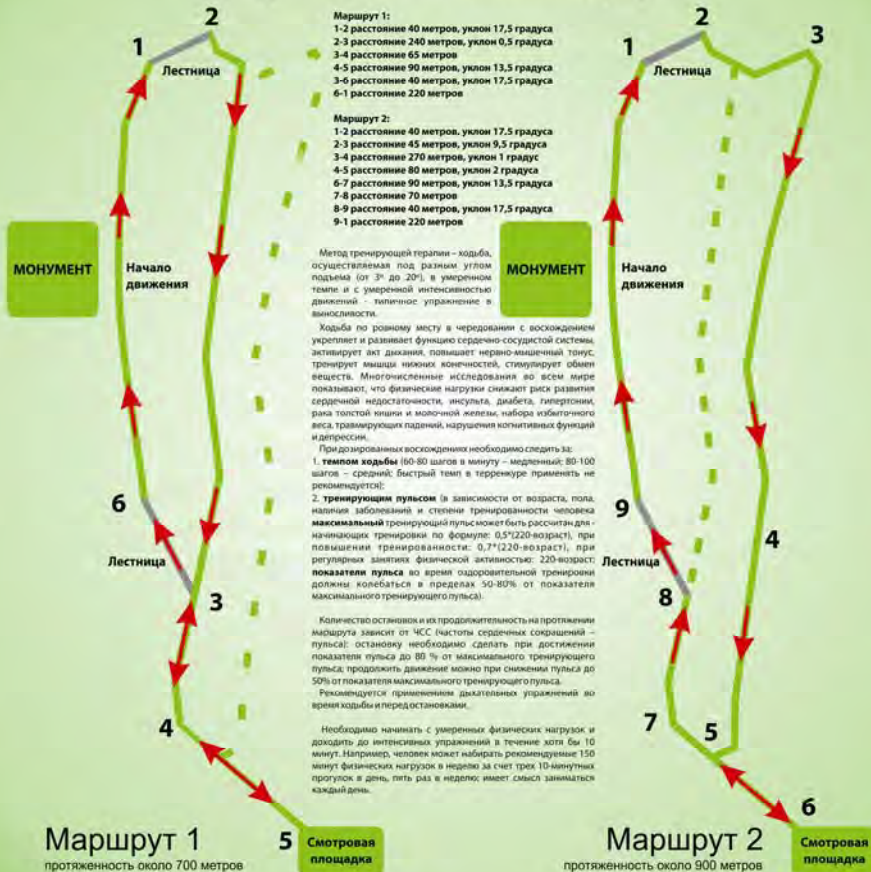 2
1
Лестница
МОНУМЕНТ
Начало
движения
6
Лестница
3
4
5
Смотровая
площадка
Маршрут 1
протяженность около 700 метров
Маршрут 1:
1-2 расстояние 40 метров, уклон 17,5 градуса
2-3 расстояние 240 метров, уклон 0,5 градуса
3-4 расстояние 65 метров
4-5 расстояние 90 метров, уклон 13,5 градуса
3-6 расстояние 40 метров, уклон 17,5 градуса
6-1 расстояние 220 метров
Маршрут 2:
1-2 расстояние 40 метров, уклон 17,5 градуса
2-3 расстояние 45 метров, уклон 9,5 градуса
3-4 расстояние 270 метров, уклон 1 градус
4-5 расстояние 80 метров, уклон 2 градуса
6-7 расстояние 90 метров, уклон 13,5 градуса
7-8 расстояние 70 метров
8-9 расстояние 40 метров, уклон 17,5 градуса
9-1 расстояние 220 метров
Метод тренирующей терапии – ходьба,
осуществляемая под разным углом
подъема (от 3º до 20º), в умеренном
темпе и с умеренной интенсивностью
движений - типичное упражнение в
выносливости.
Ходьба по ровному месту в чередовании с восхождением
укрепляет и развивает функцию сердечно-сосудистой системы,
активирует акт дыхания, повышает нервно-мышечный тонус,
тренирует мышцы нижних конечностей, стимулирует обмен
веществ. Многочисленные исследования во всем мире
показывают, что физические нагрузки снижают риск развития
сердечной недостаточности, инсульта, диабета, гипертонии,
рака толстой кишки и молочной железы, набора избыточного
веса, травмирующих падений, нарушения когнитивных функций
и депрессии.
При дозированных восхождениях необходимо следить за:
1. темпом ходьбы (60-80 шагов в минуту – медленный; 80-100
шагов – средний; быстрый темп в терренкуре применять не
рекомендуется);
2. тренирующим пульсом (в зависимости от возраста, пола,
наличия заболеваний и степени тренированности человека
максимальный тренирующий пульс может быть рассчитан для -
начинающих тренировки по формуле: 0,5*(220-возраст), при
повышении тренированности: 0,7*(220-возраст), при
регулярных занятиях физической активностью: 220-возраст;
показатели пульса во время оздоровительной тренировки
должны колебаться в пределах 50-80% от показателя
максимального тренирующего пульса).
Количество остановок и их продолжительность на протяжении
маршрута зависит от ЧСС (частоты сердечных сокращений –
пульса): остановку необходимо сделать при достижении
показателя пульса до 80 % от максимального тренирующего
пульса; продолжить движение можно при снижении пульса до
50% от показателя максимального тренирующего пульса.
Рекомендуется применением дыхательных упражнений во
время ходьбы и перед остановками.
Необходимо начинать с умеренных физических нагрузок и
доходить до интенсивных упражнений в течение хотя бы 10
минут. Например, человек может набирать рекомендуемые 150
минут физических нагрузок в неделю за счет трех 10-минутных
прогулок в день, пять раз в неделю; имеет смысл заниматься
каждый день.
2
3
1
Лестница
МОНУМЕНТ
Начало
движения
9
4
Лестница
8
7
5
6
Смотровая
площадка
Маршрут 2
протяженность около 900 метров